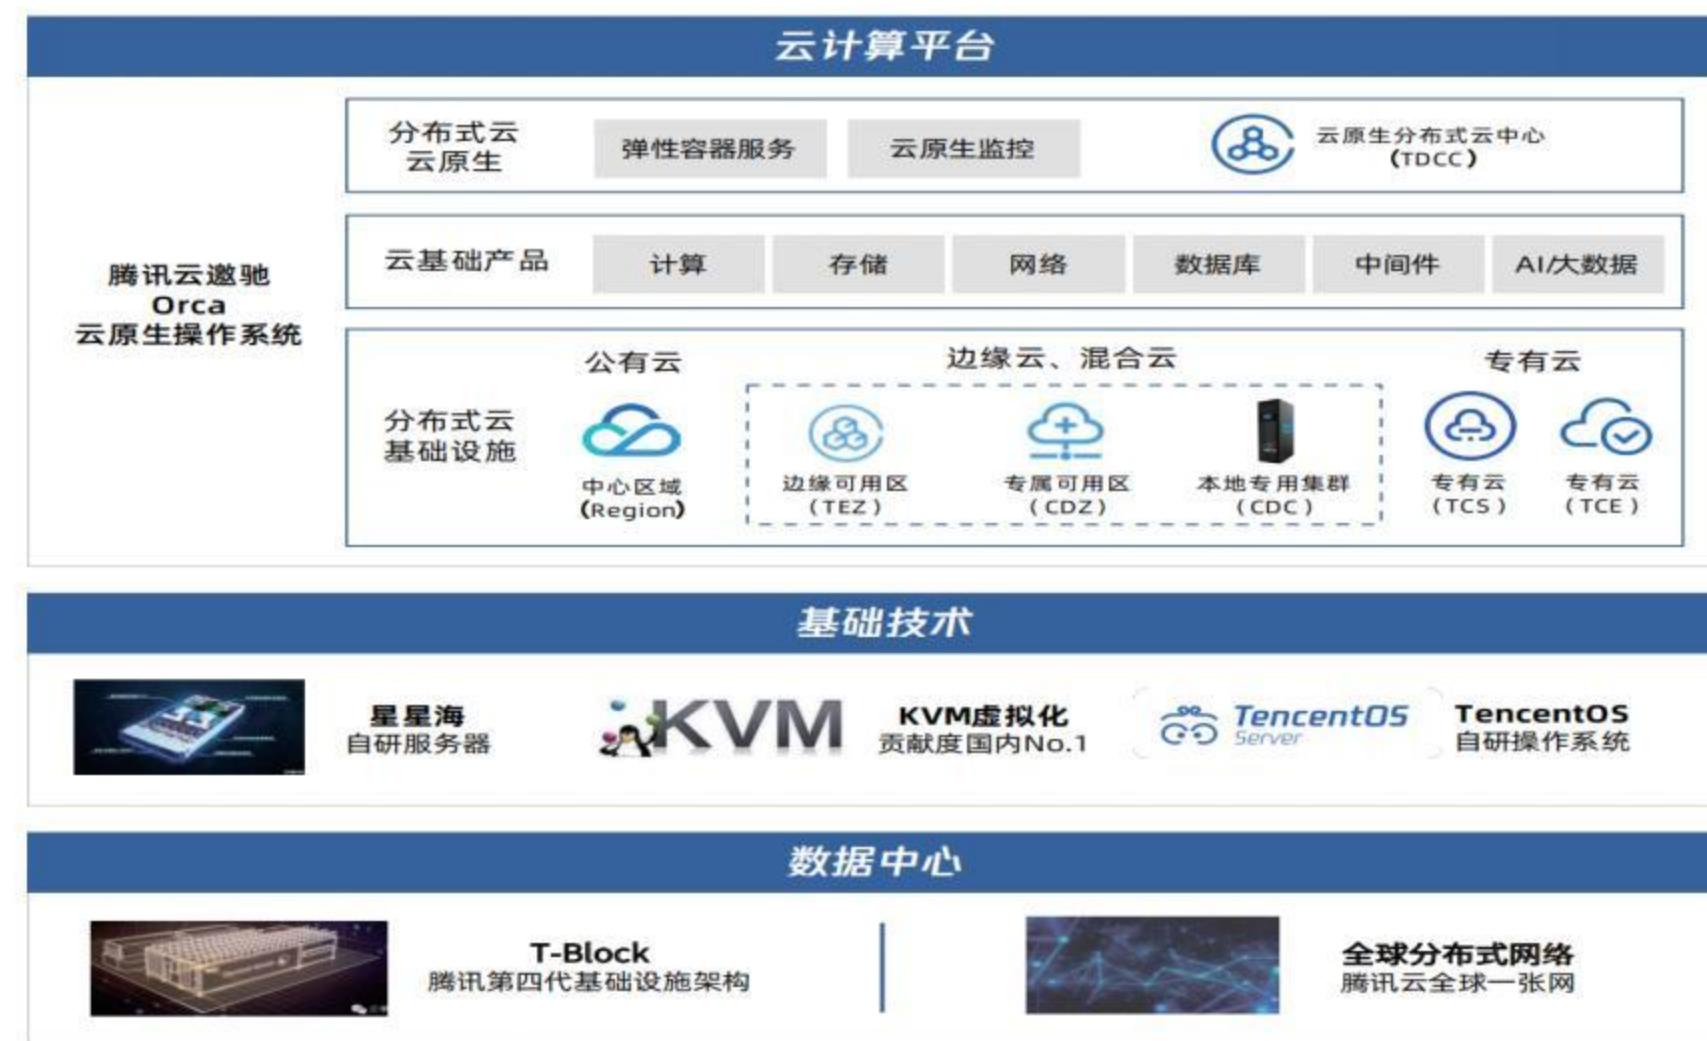 云计算平台
分布式云
云原生
弹性容器服务
云原生监控
云原生分布式云中心
(TDCC)
腾讯云遨驰
Orca
云原生操作系统
云基础产品
计算
存储
网络
数据库
中间件
AI/大数据
分布式云
基础设施
公有云
中心区域
(Region)
边缘云、混合云
边缘可用区
(TEZ)
专属可用区
(CDZ)
本地专用集群
(CDC)
专有云
专有云
(TCS)
专有云
(TCE)
基础技术
星星海
自研服务器
KVM
KVM虚拟化
贡献度国内No.1
TencentOS
Server
TencentOS
自研操作系统
数据中心
T-Block
腾讯第四代基础设施架构
全球分布式网络
腾讯云全球一张网